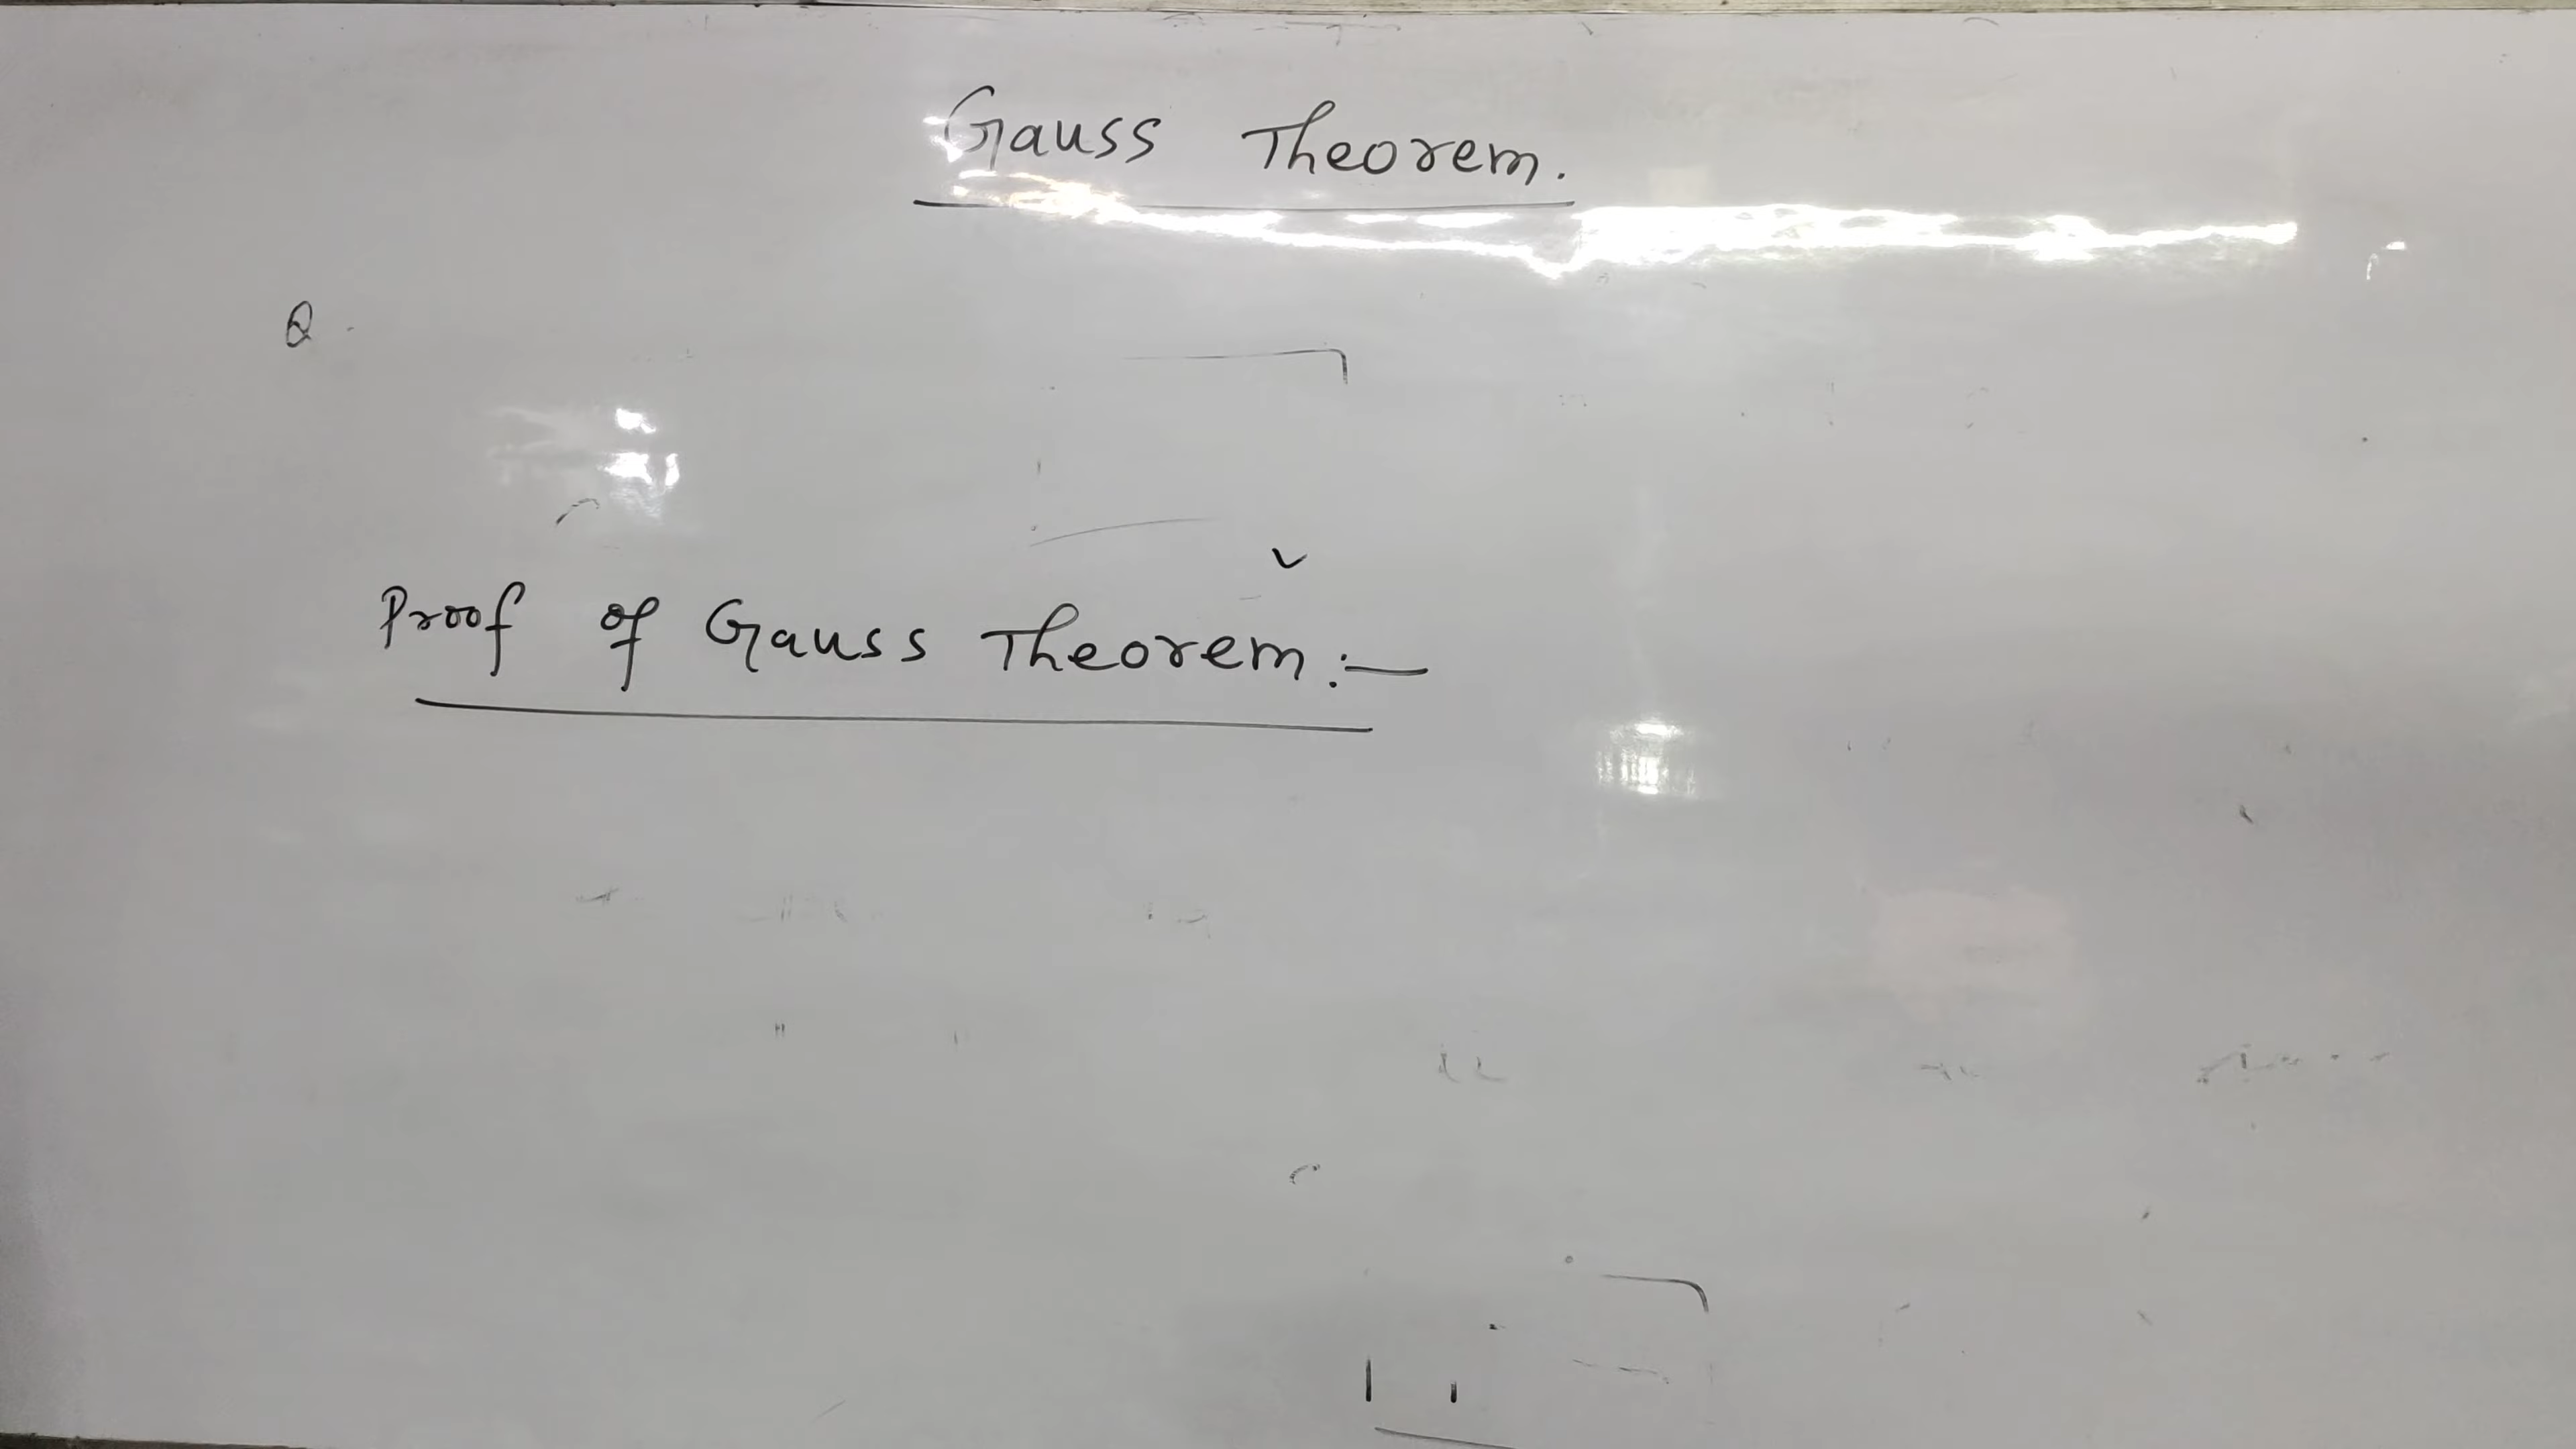 Gauss Theorem.
Q.
Proof of Gauss Theorem:—